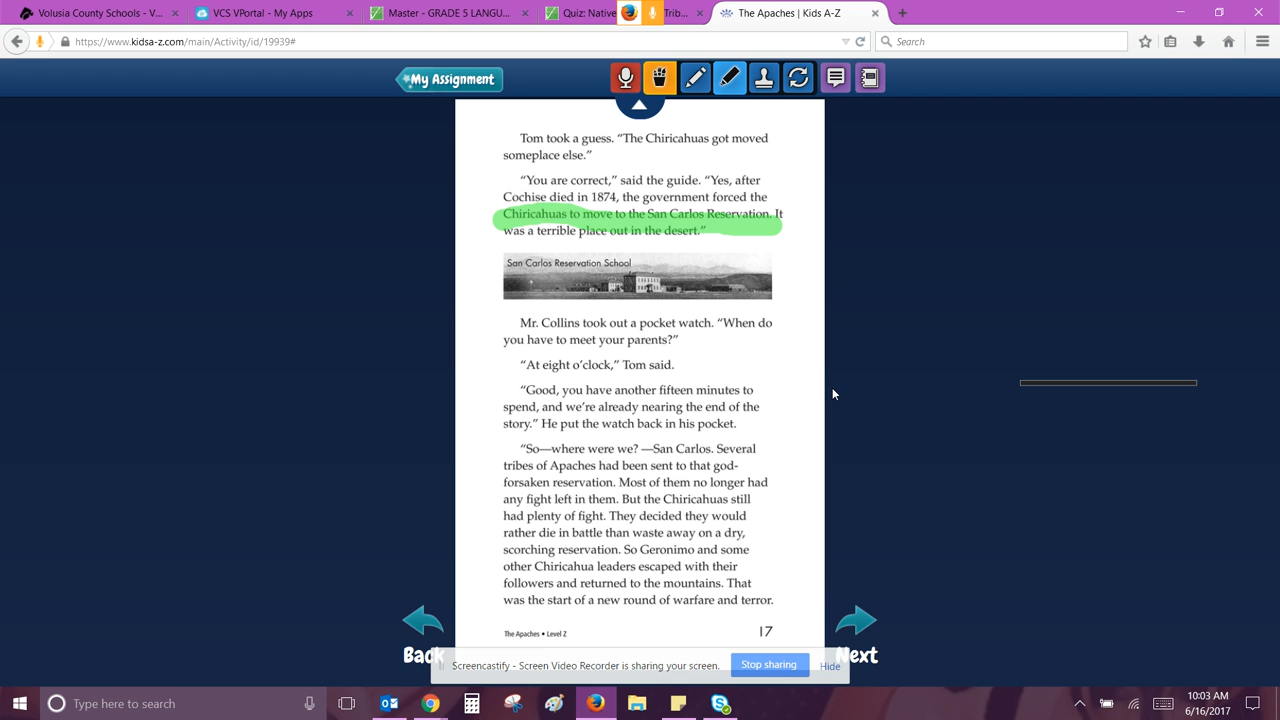 Volusia County Schools - V...
VCS VPortal - My Apps
Master - GRADE 5 LANGU...
Quiz: Native
Trib...
The Apaches | Kids A-Z
https://www.kidsa-z.com/main/Activity/id/19939#
Search
My Assignment
Tom took a guess. “The Chiricahuas got moved
someplace else.”
“You are correct,” said the guide. “Yes, after
Cochise died in 1874, the government forced the
Chiricahuas to move to the San Carlos Reservation. It
was a terrible place out in the desert.”
San Carlos Reservation School
Mr. Collins took out a pocket watch. “When do
you have to meet your parents?”
“At eight o’clock,” Tom said.
“Good, you have another fifteen minutes to
spend, and we’re already nearing the end of the
story.” He put the watch back in his pocket.
“So—where were we? —San Carlos. Several
tribes of Apaches had been sent to that god-
forsaken reservation. Most of them no longer had
any fight left in them. But the Chiricahuas still
had plenty of fight. They decided they would
rather die in battle than waste away on a dry,
scorching reservation. So Geronimo and some
other Chiricahua leaders escaped with their
followers and returned to the mountains. That
was the start of a new round of warfare and terror.
The Apaches • Level Z
17
Back
Next
Screencastify - Screen Video Recorder is sharing your screen.
Stop sharing
Hide
Type here to search
10:03 AM
6/16/2017